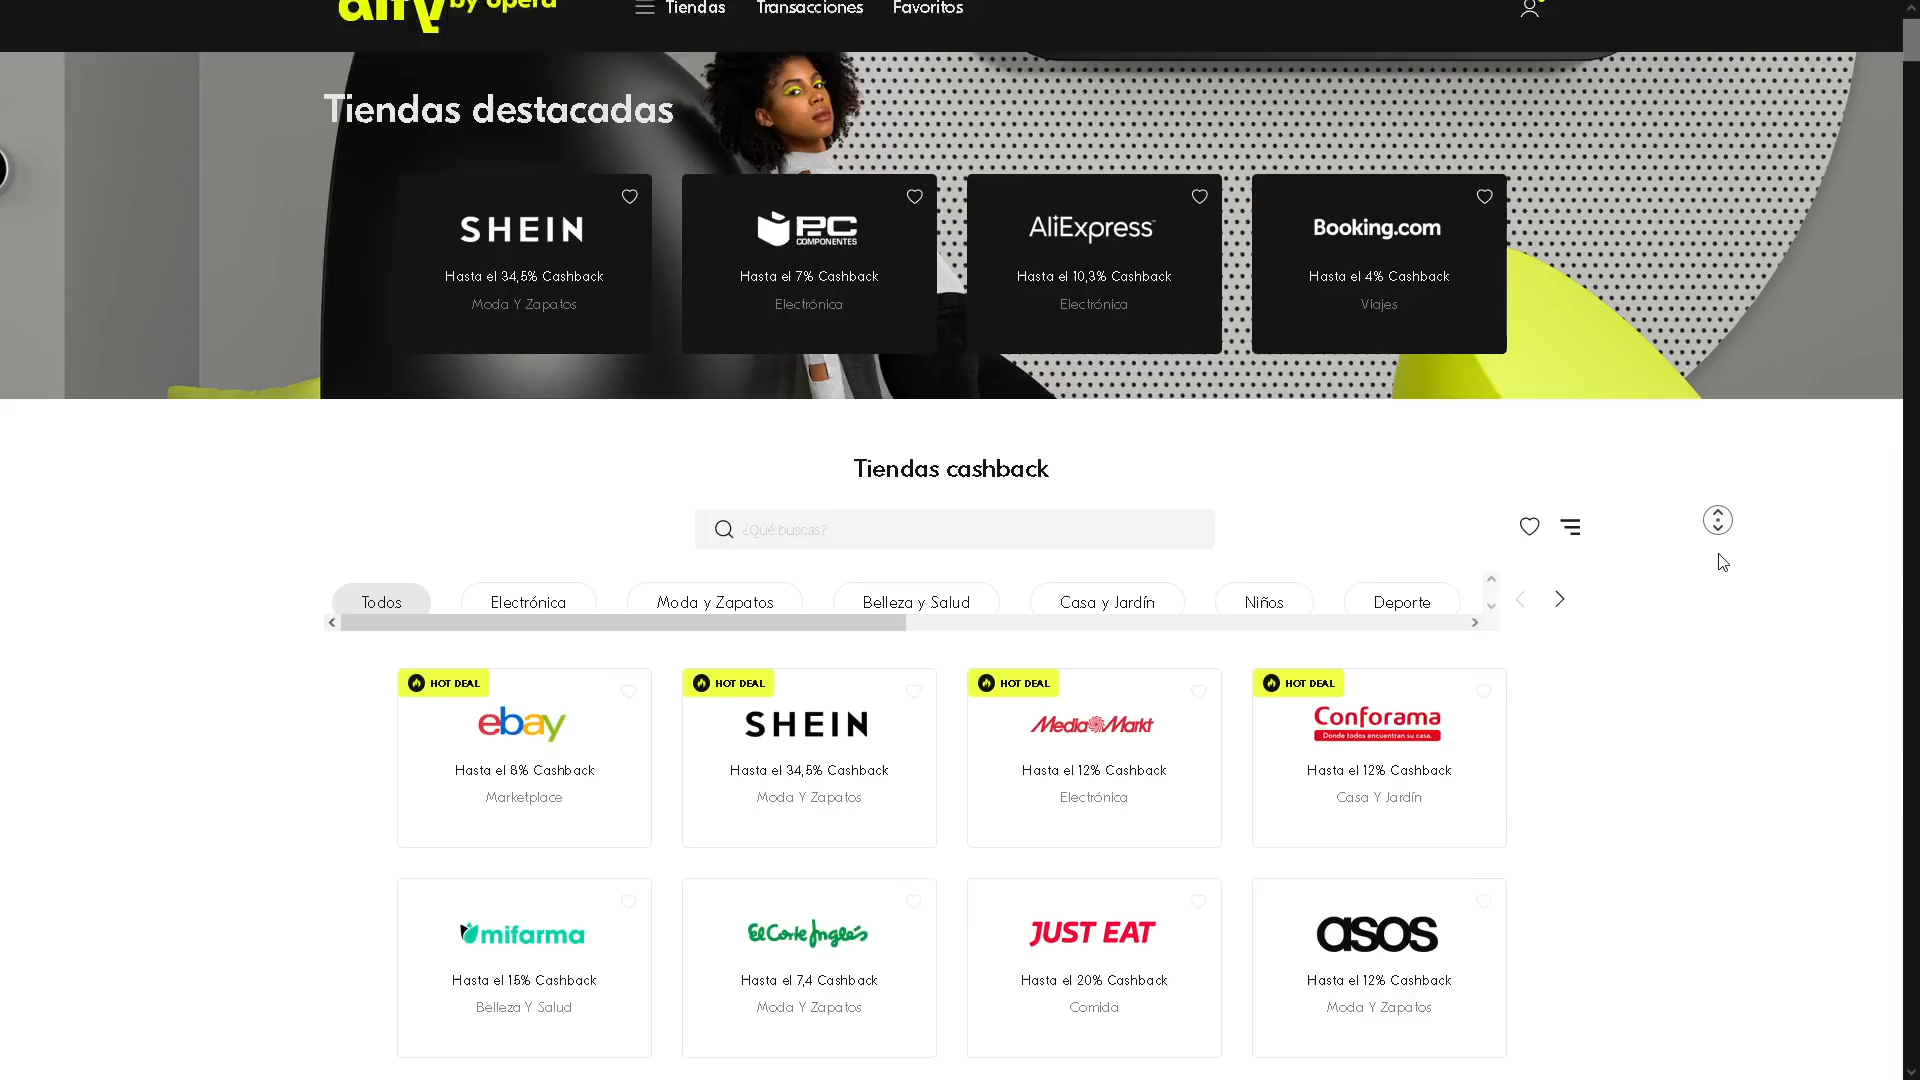 dify by opera
Tiendas Transacciones Favoritos
Tiendas destacadas
SHEIN
Hasta el 34,5% Cashback
Moda Y Zapatos
PC COMPONENTES
Hasta el 7% Cashback
Electrónica
AliExpress
Hasta el 10,3% Cashback
Electrónica
Booking.com
Hasta el 4% Cashback
Viajes
Tiendas cashback
¿Qué buscas?
Todos Electrónica Moda y Zapatos Belleza y Salud Casa y Jardín Niños Deporte
HOT DEAL
ebay
Hasta el 8% Cashback
Marketplace
HOT DEAL
SHEIN
Hasta el 34,5% Cashback
Moda Y Zapatos
HOT DEAL
MediaMarkt
Hasta el 12% Cashback
Electrónica
HOT DEAL
Conforama
Donde todos encuentran su casa.
Hasta el 12% Cashback
Casa Y Jardín
mifarma
Hasta el 15% Cashback
Belleza Y Salud
El Corte Inglés
Hasta el 7,4 Cashback
Moda Y Zapatos
JUST EAT
Hasta el 20% Cashback
Comida
asos
Hasta el 12% Cashback
Moda Y Zapatos